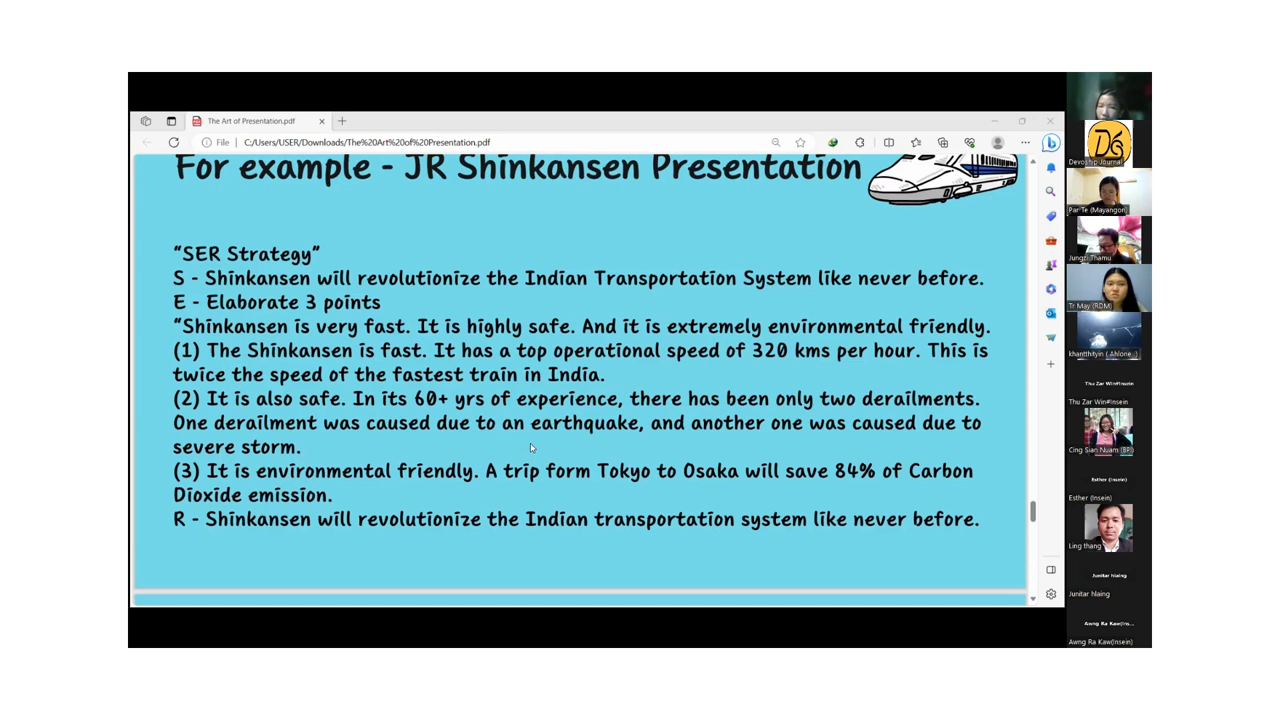 The Art of Presentation.pdf
File
C:/Users/USER/Downloads/The%20Art%20of%20Presentation.pdf
For example - JR Shinkansen Presentation
“SER Strategy”
S - Shinkansen will revolutionize the Indian Transportation System like never before.
E - Elaborate 3 points
“Shinkansen is very fast. It is highly safe. And it is extremely environmental friendly.
(1) The Shinkansen is fast. It has a top operational speed of 320 kms per hour. This is
twice the speed of the fastest train in India.
(2) It is also safe. In its 60+ yrs of experience, there has been only two derailments.
One derailment was caused due to an earthquake, and another one was caused due to
severe storm.
(3) It is environmental friendly. A trip form Tokyo to Osaka will save 84% of Carbon
Dioxide emission.
R - Shinkansen will revolutionize the Indian transportation system like never before.
Devoship Journal
Par Te (Mayangon)
Jungzi Thamu
Tr May (RDM)
khantthityin ( Ahlone..)
Thu Zar Win#Insein
Thu Zar Win#Insein
Cing Sian Nuam (BFI)
Esther (Insein)
Esther (Insein)
Ling thang
Junitar hlaing
Junitar hlaing
Awng Ra Kaw(Ins...
Awng Ra Kaw(Insein)